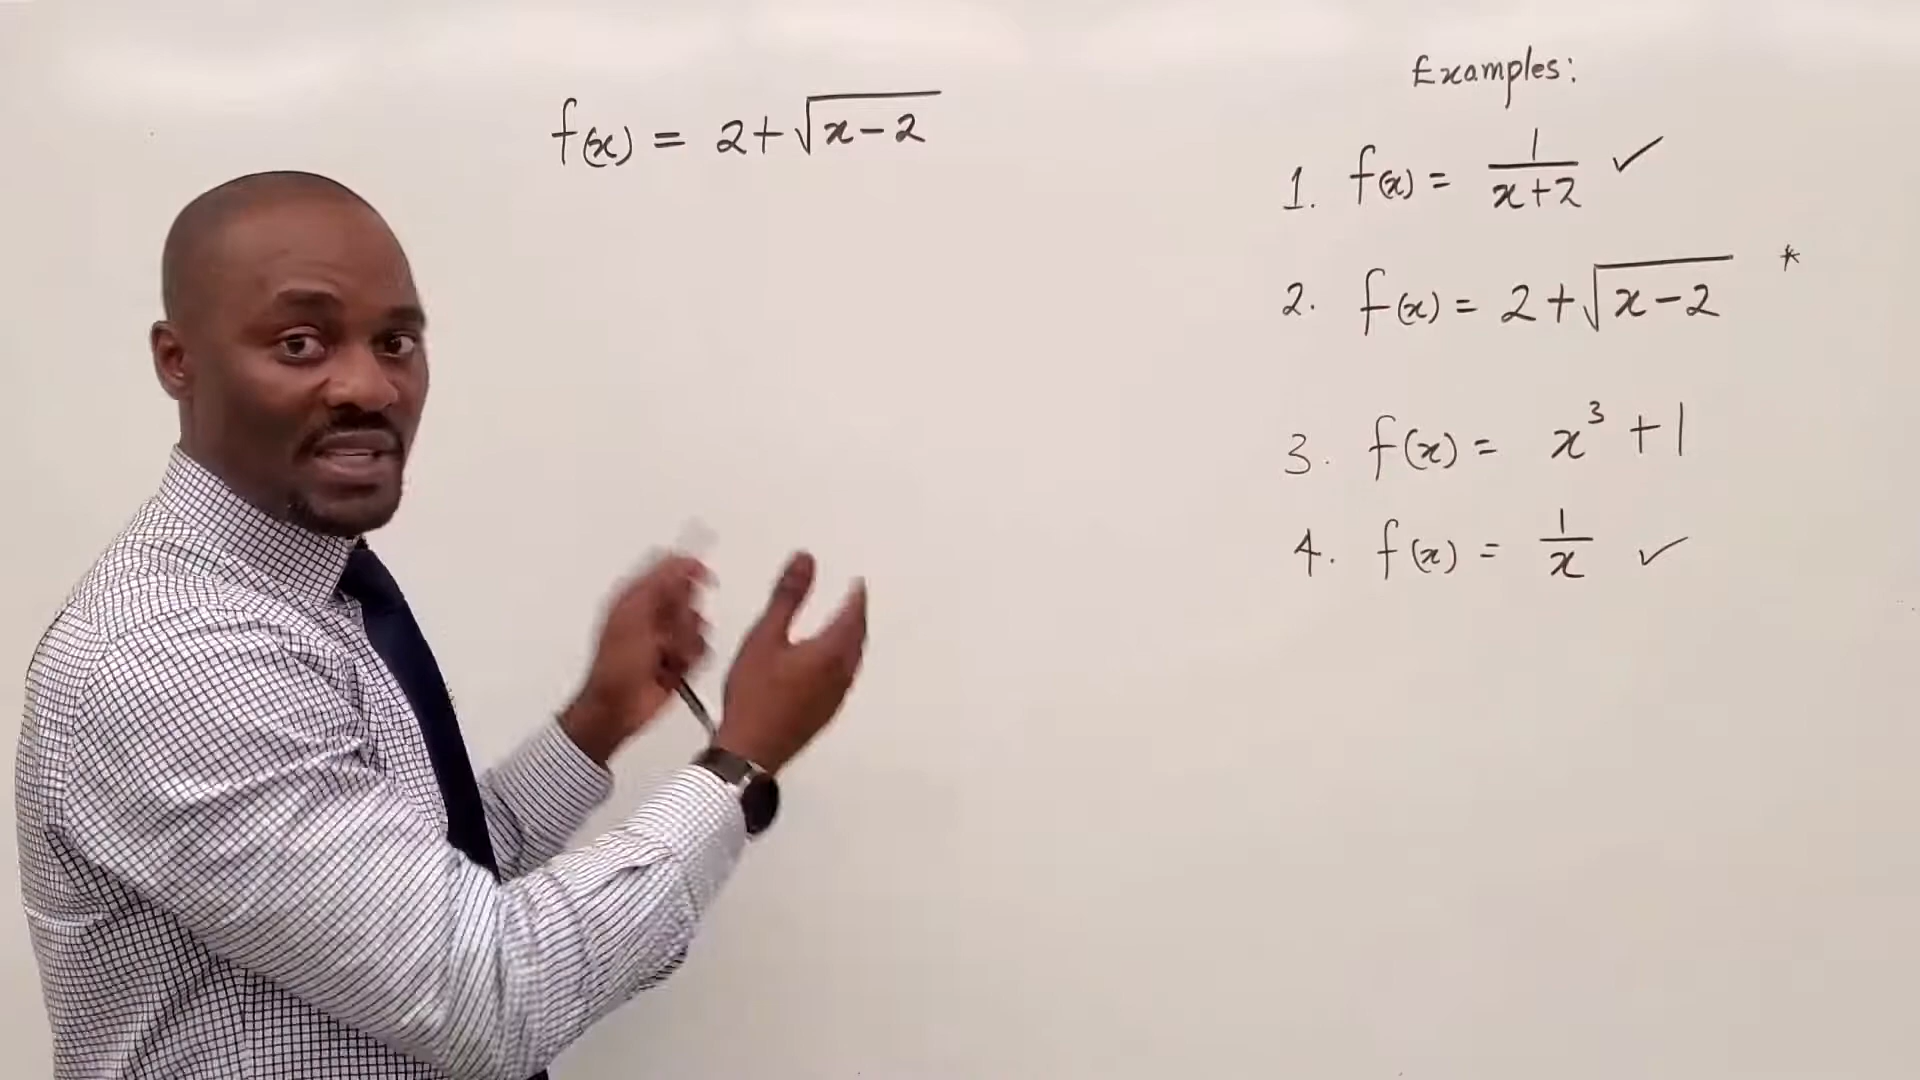 f(x) = 2+√(x-2)
Examples:
1. f(x) = 1/(x+2) ✓
2. f(x) = 2+√(x-2) *
3. f(x) = x³ +1
4. f(x) = 1/x ✓